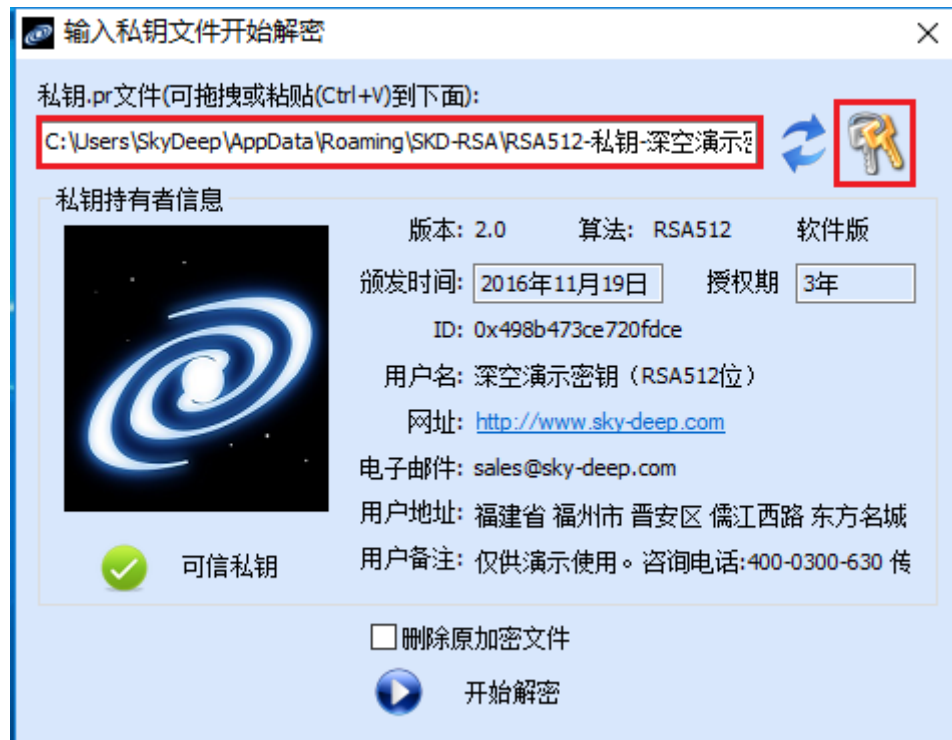 输入私钥文件开始解密
私钥.pr文件(可拖拽或粘贴(Ctrl+V)到下面):
C:\Users\SkyDeep\AppData\Roaming\SKD-RSA\RSA512-私钥-深空演示
私钥持有者信息
版本: 2.0 算法: RSA512 软件版
颁发时间: 2016年11月19日 授权期 3年
ID: 0x498b473ce720fdce
用户名: 深空演示密钥（RSA512位）
网址: http://www.sky-deep.com
电子邮件: sales@sky-deep.com
用户地址: 福建省 福州市 晋安区 儒江西路 东方名城
可信私钥 用户备注: 仅供演示使用。咨询电话:400-0300-630 传
删除原加密文件
开始解密